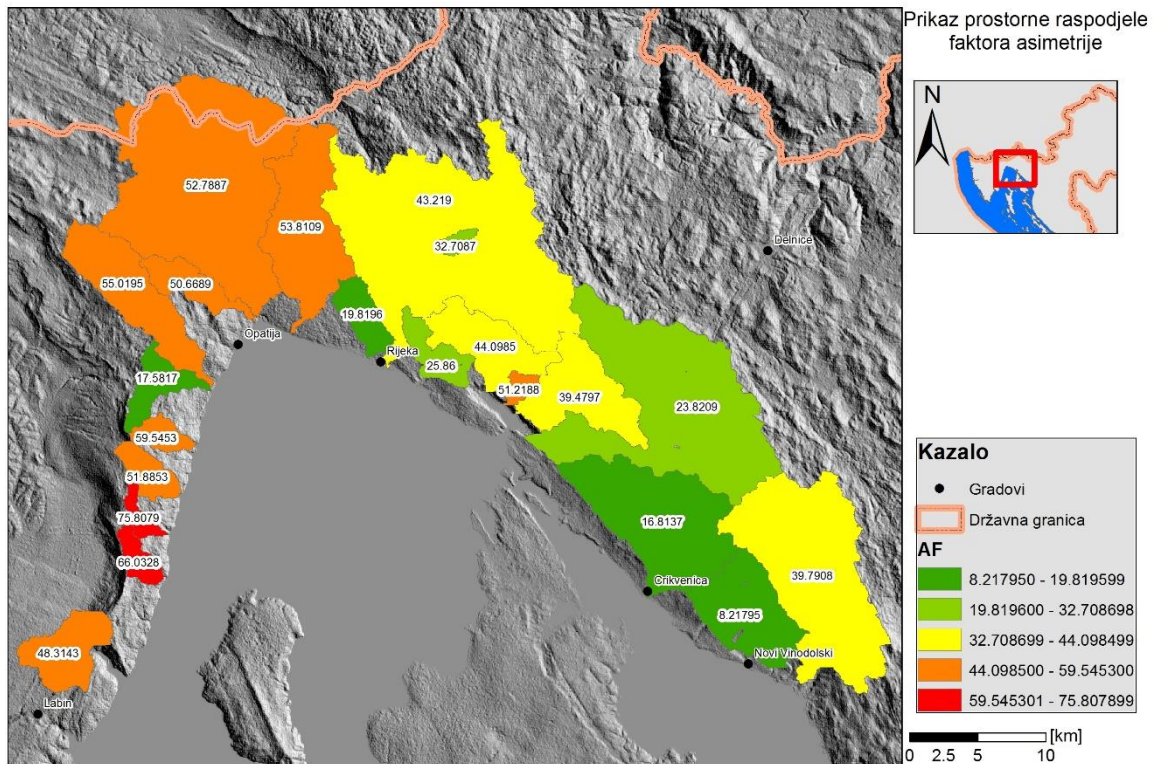 Prikaz prostorne raspodjele
faktora asimetrije
N
52.7887
43.219
53.8109
32.7087
Delnice
55.0195
50.6689
19.8196
Opatija
44.0985
Rijeka
25.86
17.5817
51.2188
39.4797
23.8209
59.5453
51.8853
75.8079
16.8137
66.0328
39.7908
Crikvenica
8.21795
48.3143
Novi Vinodolski
Labin
Kazalo
Gradovi
Državna granica
AF
8.217950 - 19.819599
19.819600 - 32.708698
32.708699 - 44.098499
44.098500 - 59.545300
59.545301 - 75.807899
[km]
0 2.5 5 10